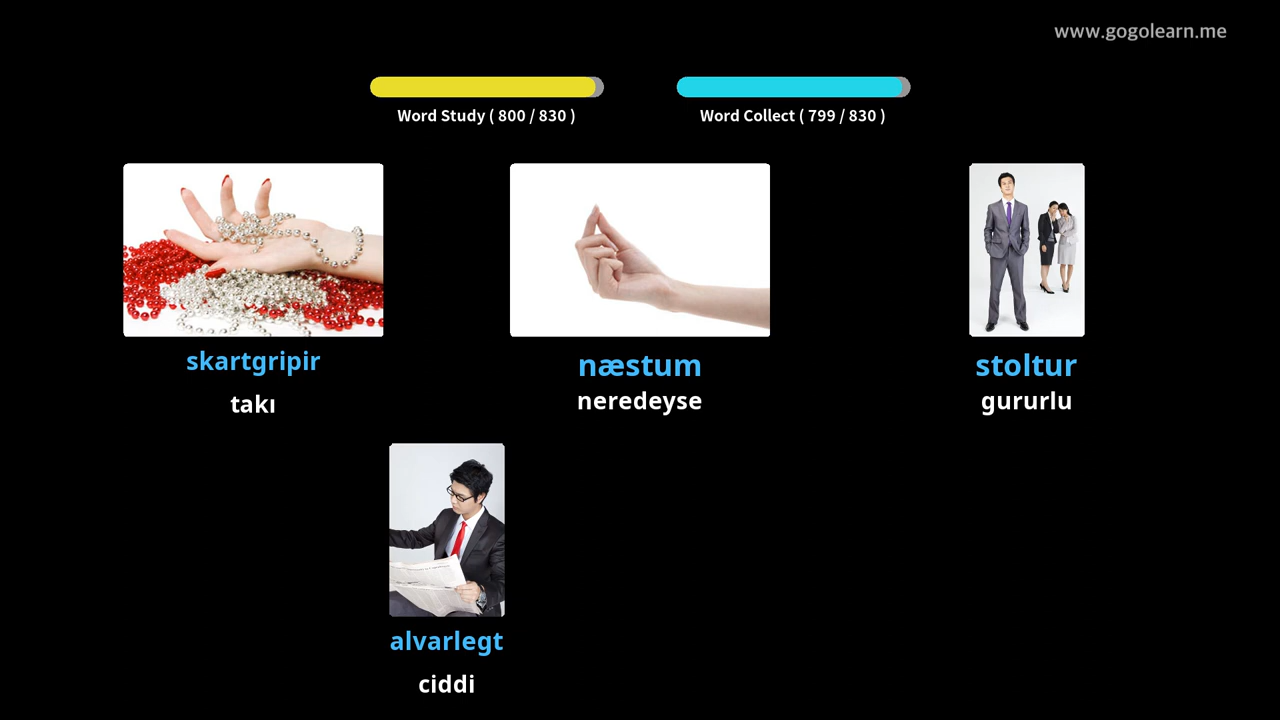 www.gogolearn.me
Word Study ( 800 / 830 )
Word Collect ( 799 / 830 )
skartgripir
takı
næstum
neredeyse
stoltur
gururlu
alvarlegt
ciddi